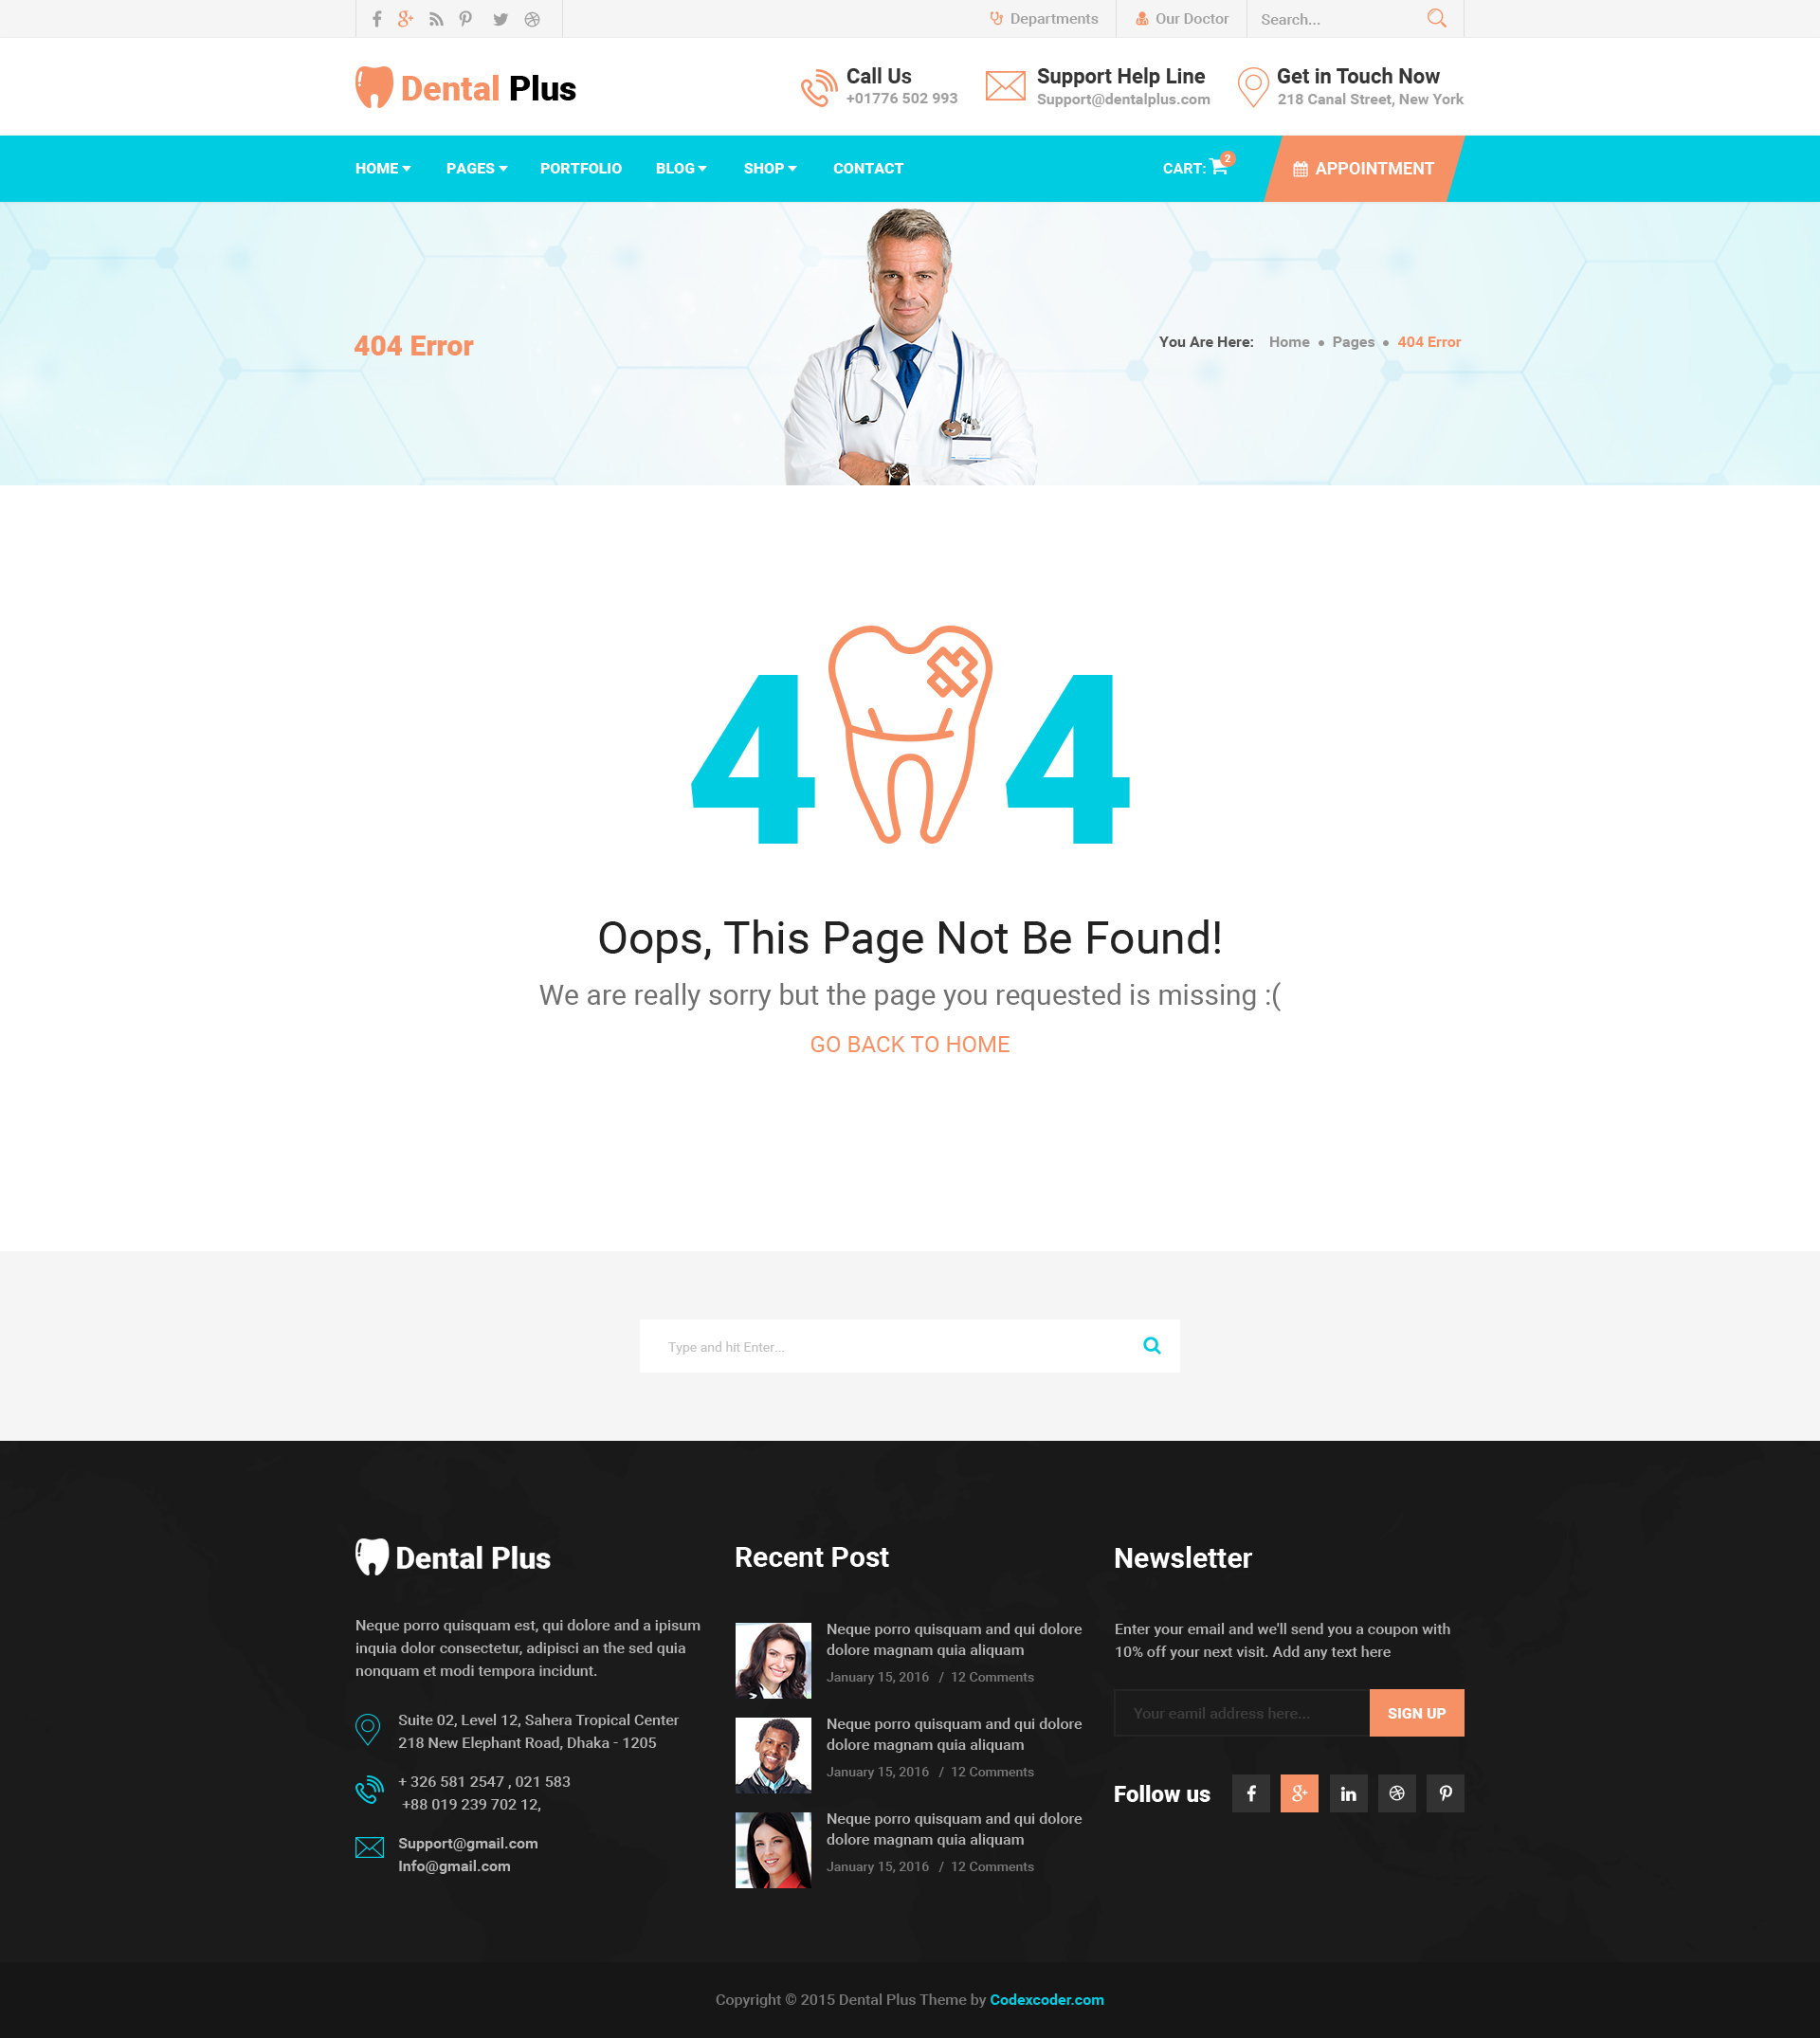 Departments
Our Doctor
Search...
Dental Plus
Call Us
+01776 502 993
Support Help Line
Support@dentalplus.com
Get in Touch Now
218 Canal Street, New York
HOME
PAGES
PORTFOLIO
BLOG
SHOP
CONTACT
CART:
2
APPOINTMENT
404 Error
You Are Here: Home • Pages • 404 Error
4 4
Oops, This Page Not Be Found!
We are really sorry but the page you requested is missing :(
GO BACK TO HOME
Type and hit Enter...
Dental Plus
Neque porro quisquam est, qui dolore and a ipisum
inquia dolor consectetur, adipisci an the sed quia
nonquam et modi tempora incidunt.
Suite 02, Level 12, Sahera Tropical Center
218 New Elephant Road, Dhaka - 1205
+ 326 581 2547 , 021 583
+88 019 239 702 12,
Support@gmail.com
Info@gmail.com
Recent Post
Neque porro quisquam and qui dolore
dolore magnam quia aliquam
January 15, 2016 / 12 Comments
Neque porro quisquam and qui dolore
dolore magnam quia aliquam
January 15, 2016 / 12 Comments
Neque porro quisquam and qui dolore
dolore magnam quia aliquam
January 15, 2016 / 12 Comments
Newsletter
Enter your email and we'll send you a coupon with
10% off your next visit. Add any text here
Your eamil address here...
SIGN UP
Follow us
Copyright © 2015 Dental Plus Theme by Codexcoder.com